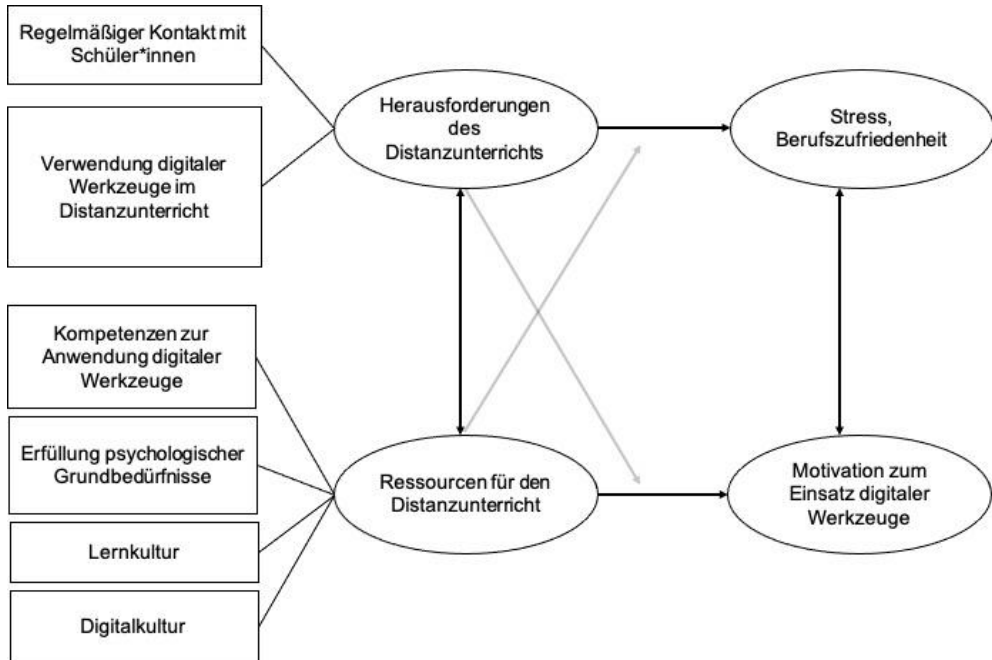 Regelmäßiger Kontakt mit
Schüler*innen
Verwendung digitaler
Werkzeuge im
Distanzunterricht
Kompetenzen zur
Anwendung digitaler
Werkzeuge
Erfüllung psychologischer
Grundbedürfnisse
Lernkultur
Digitalkultur
Herausforderungen
des
Distanzunterrichts
Ressourcen für den
Distanzunterricht
Stress,
Berufszufriedenheit
Motivation zum
Einsatz digitaler
Werkzeuge